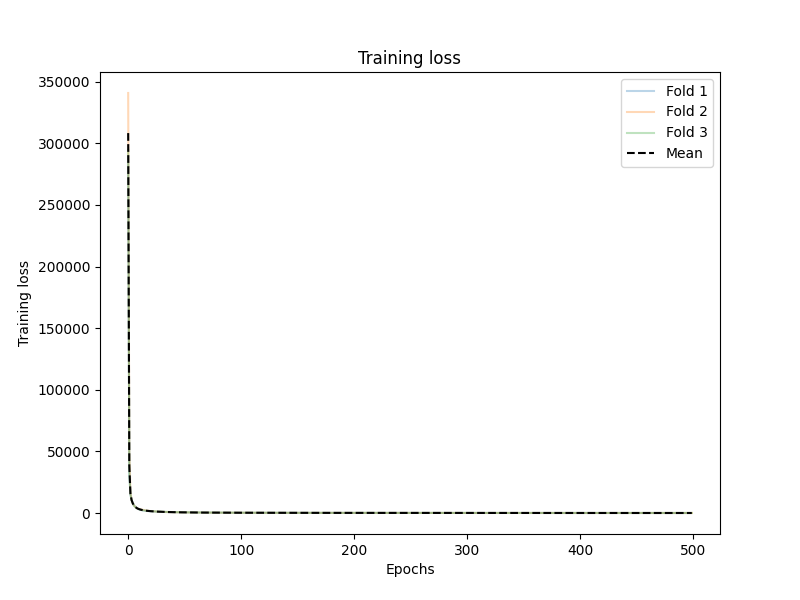 Training loss
350000
300000
250000
200000
150000
100000
50000
0
Training loss
Fold 1
Fold 2
Fold 3
Mean
0 100 200 300 400 500
Epochs